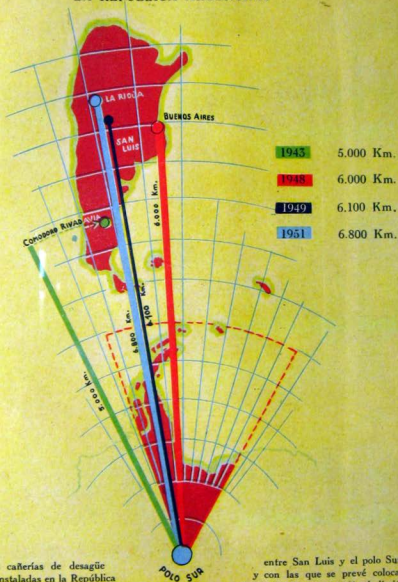 LA RIOJA
BUENOS AIRES
SAN
LUIS
COMODORO RIVADAVIA
6.000 Km.
6.800 Km.
6.100 Km.
5.000 Km.
1943 5.000 Km.
1948 6.000 Km.
1949 6.100 Km.
1951 6.800 Km.
POLO SUR
cañerías de desagüe
instaladas en la República
entre San Luis y el polo Sur
y con las que se prevé coloca